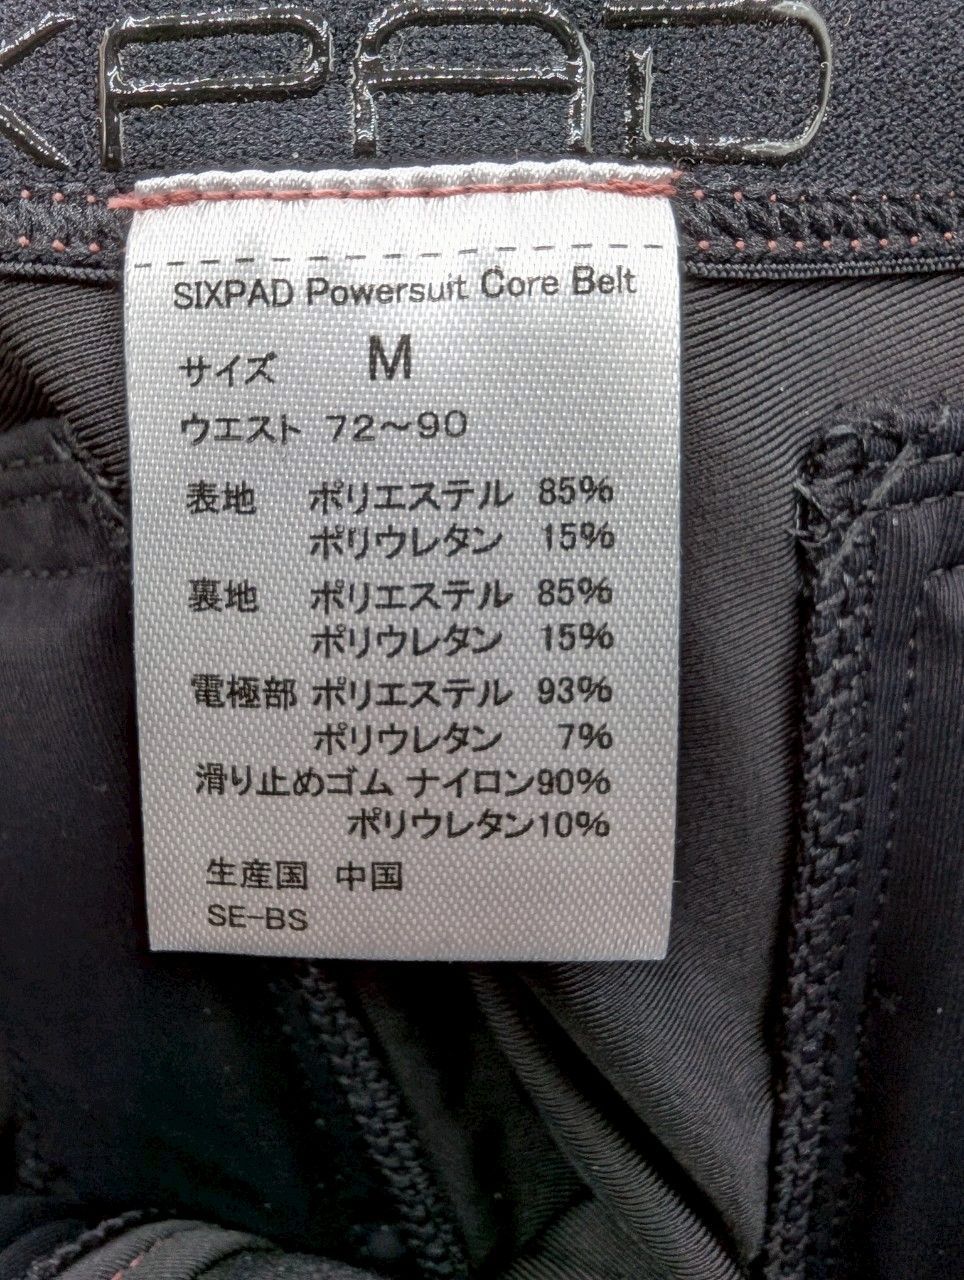 XPAD
SIXPAD Powersuit Core Belt
サイズ M
ウエスト 72～90
表地 ポリエステル 85%
ポリウレタン 15%
裏地 ポリエステル 85%
ポリウレタン 15%
電極部 ポリエステル 93%
ポリウレタン 7%
滑り止めゴム ナイロン90%
ポリウレタン10%
生産国 中国
SE-BS